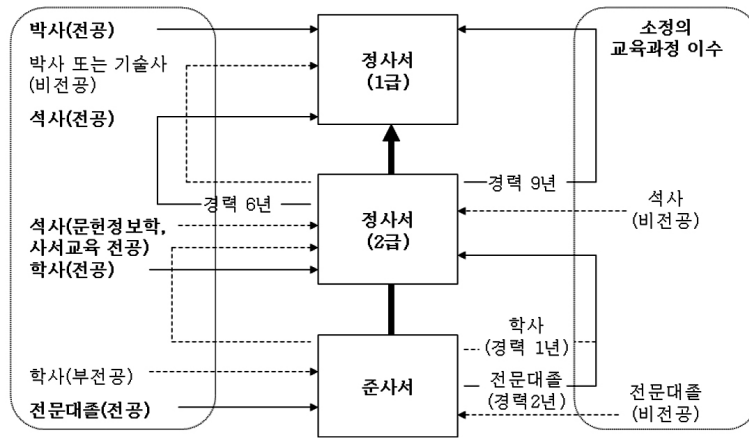 박사(전공)
박사 또는 기술사
(비전공)
석사(전공)
정사서
(1급)
소정의
교육과정 이수
경력 6년
경력 9년
석사(문헌정보학,
사서교육 전공)
학사(전공)
정사서
(2급)
석사
(비전공)
학사
(경력 1년)
학사(부전공)
전문대졸(전공)
준사서
전문대졸
(경력2년)
전문대졸
(비전공)